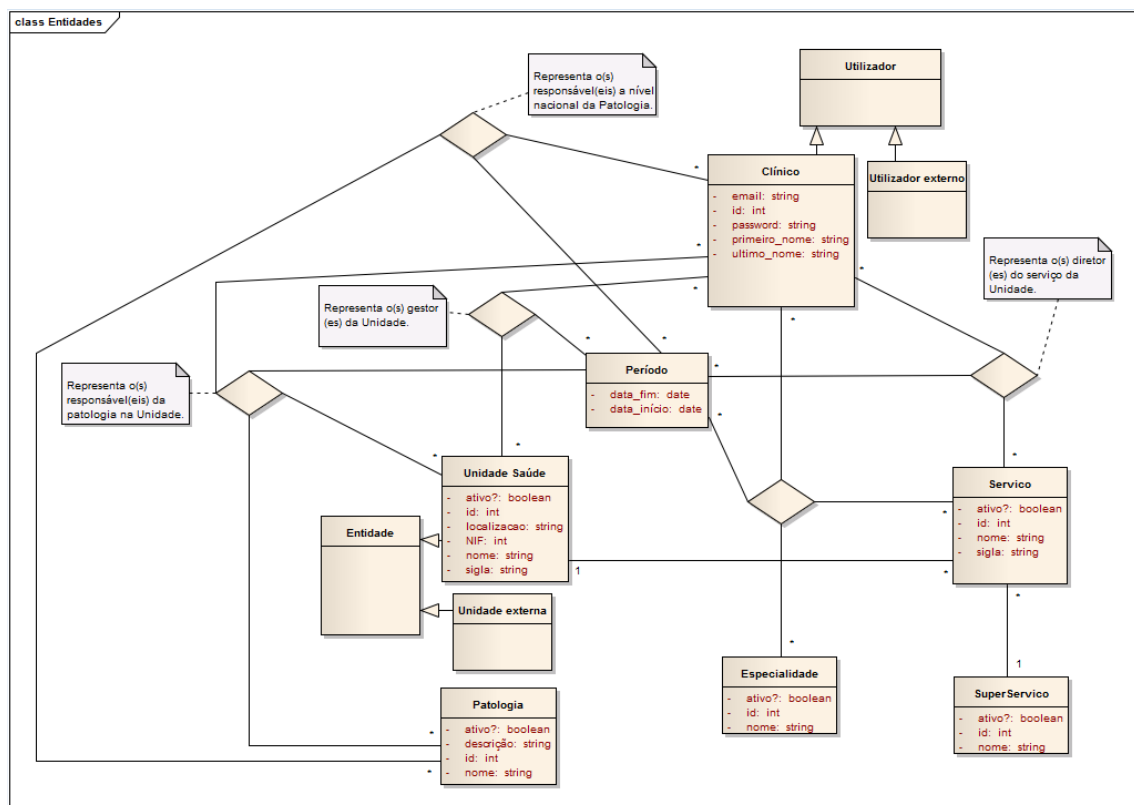 class Entidades
Representa o(s)
responsável(eis) a nível
nacional da Patologia.
Utilizador
Utilizador externo
Clínico
- email: string
- id: int
- password: string
- primeiro_nome: string
- ultimo_nome: string
Representa o(s) diretor
(es) do serviço da
Unidade.
Representa o(s) gestor
(es) da Unidade.
Representa o(s)
responsável(eis) da
patologia na Unidade.
Período
- data_fim: date
- data_início: date
Unidade Saúde
- ativo?: boolean
- id: int
- localizacao: string
- NIF: int
- nome: string
- sigla: string
Servico
- ativo?: boolean
- id: int
- nome: string
- sigla: string
Entidade
Unidade externa
Especialidade
- ativo?: boolean
- id: int
- nome: string
SuperServico
- ativo?: boolean
- id: int
- nome: string
Patologia
- ativo?: boolean
- descrição: string
- id: int
- nome: string
*
*
*
*
*
*
*
*
*
*
*
*
*
1
*
*
1
*
*
*